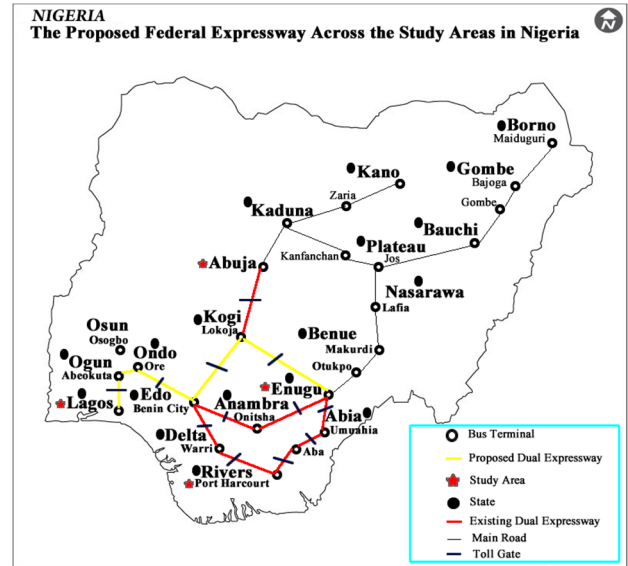 NIGERIA
The Proposed Federal Expressway Across the Study Areas in Nigeria
N
Borno
Maiduguri
Kano
Gombe
Bajoga
Zaria
Gombe
Kaduna
Bauchi
Plateau
Kanfanchan
Jos
Abuja
Nasarawa
Kogi
Lafia
Lokoja
Osun
Benue
Osogbo
Makurdi
Ondo
Ogun
Ore
Otukpo
Abeokuta
Enugu
Edo
Anambra
Lagos
Benin City
Onitsha
Abia
Umuahia
Delta
Warri
Aba
Rivers
Port Harcourt
Bus Terminal
Proposed Dual Expressway
Study Area
State
Existing Dual Expressway
Main Road
Toll Gate